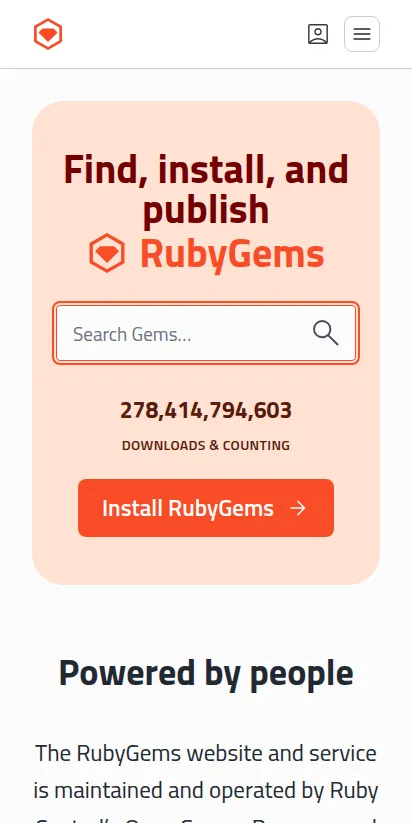 Find, install, and
publish
RubyGems
Search Gems...
278,414,794,603
DOWNLOADS & COUNTING
Install RubyGems
Powered by people
The RubyGems website and service
is maintained and operated by Ruby